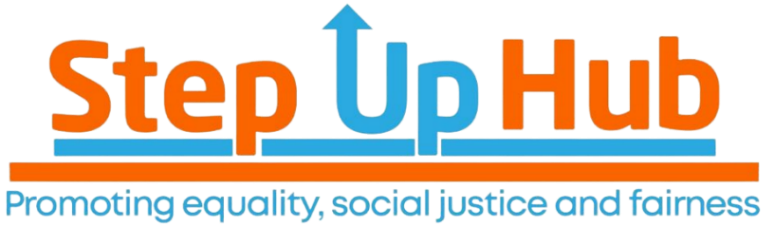 Step Up Hub
Promoting equality, social justice and fairness